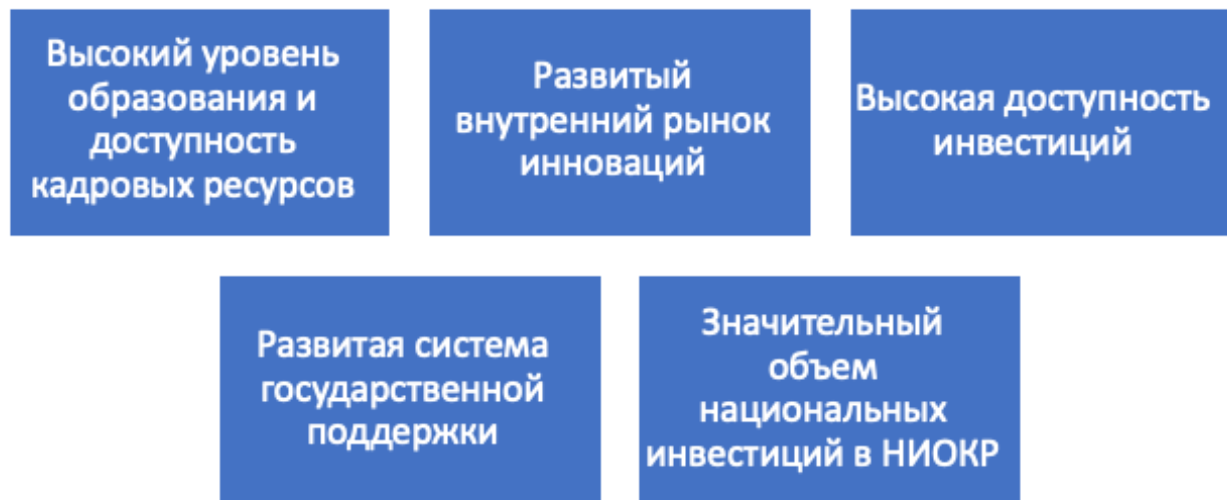 Высокий уровень
образования и
доступность
кадровых ресурсов
Развитый
внутренний рынок
инноваций
Высокая доступность
инвестиций
Развитая система
государственной
поддержки
Значительный
объем
национальных
инвестиций в НИОКР